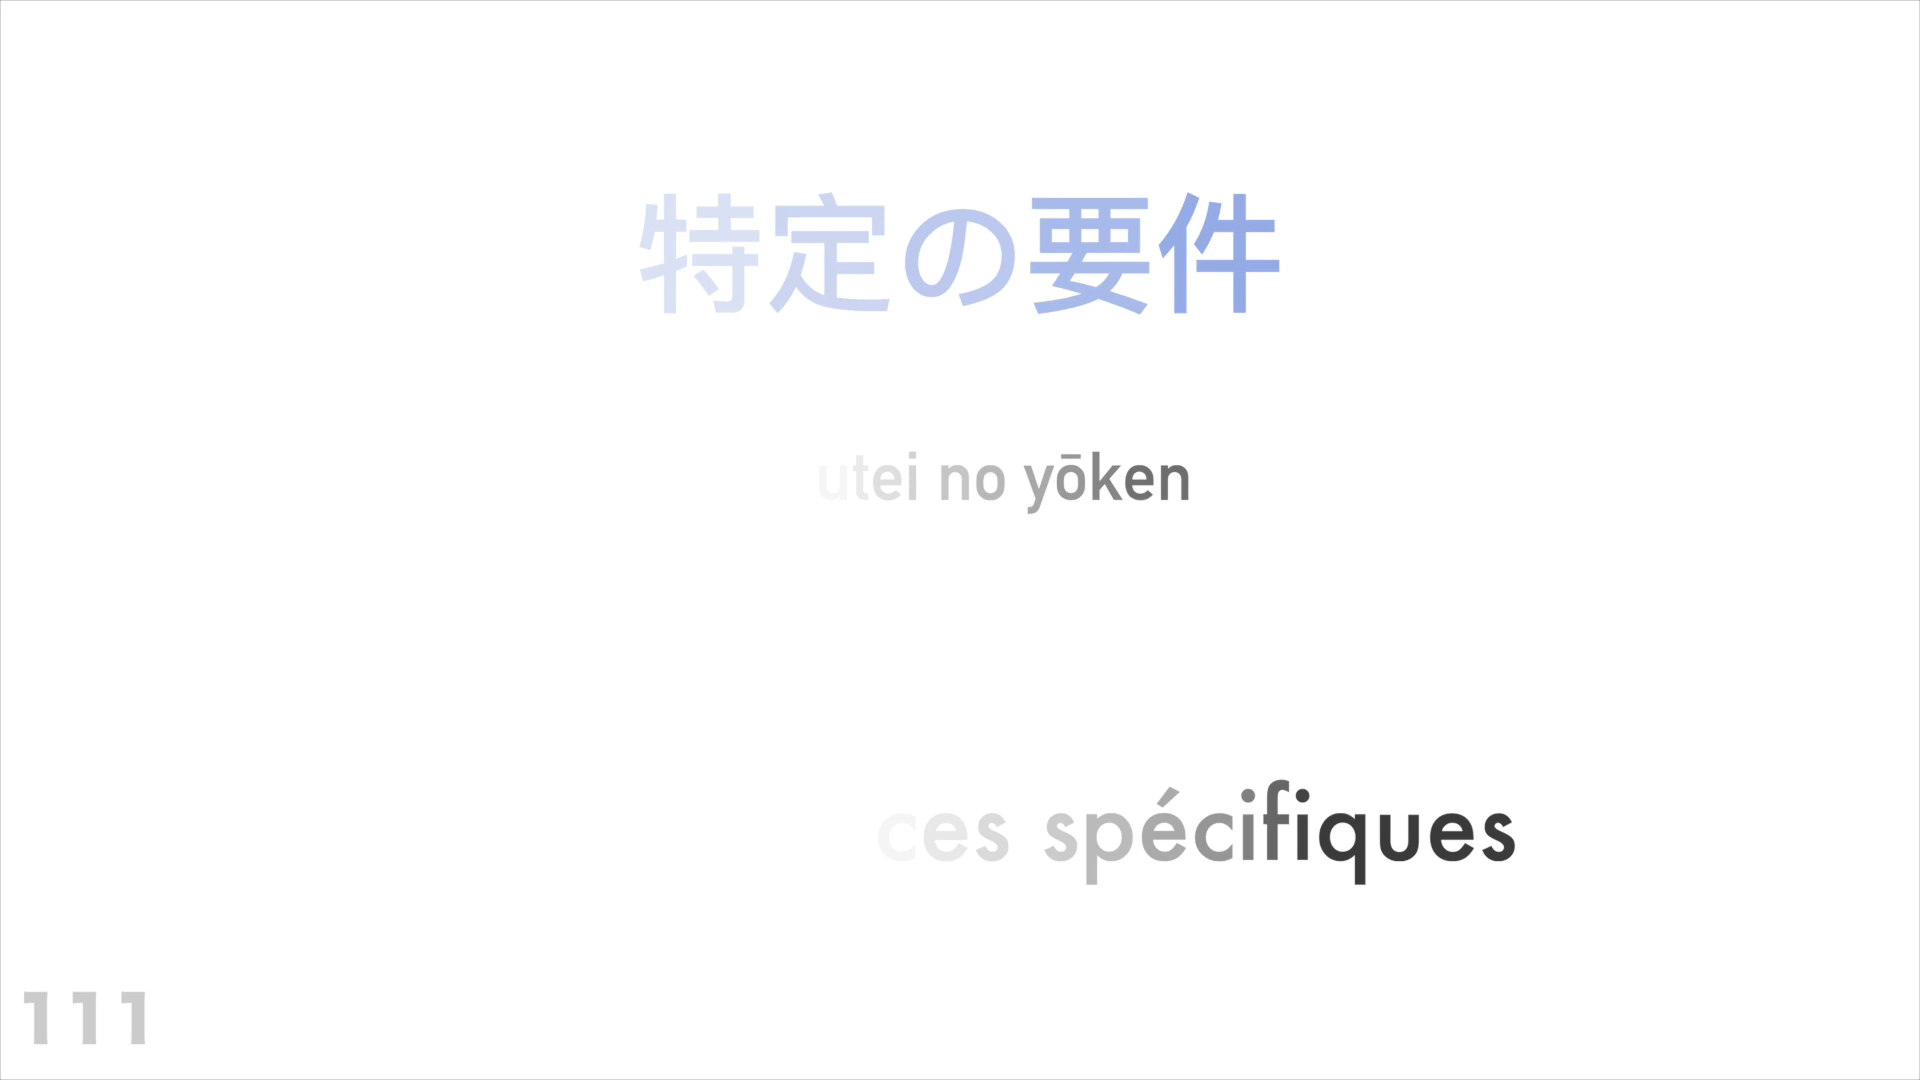 特定の要件
utei no yōken
ces spécifiques
111